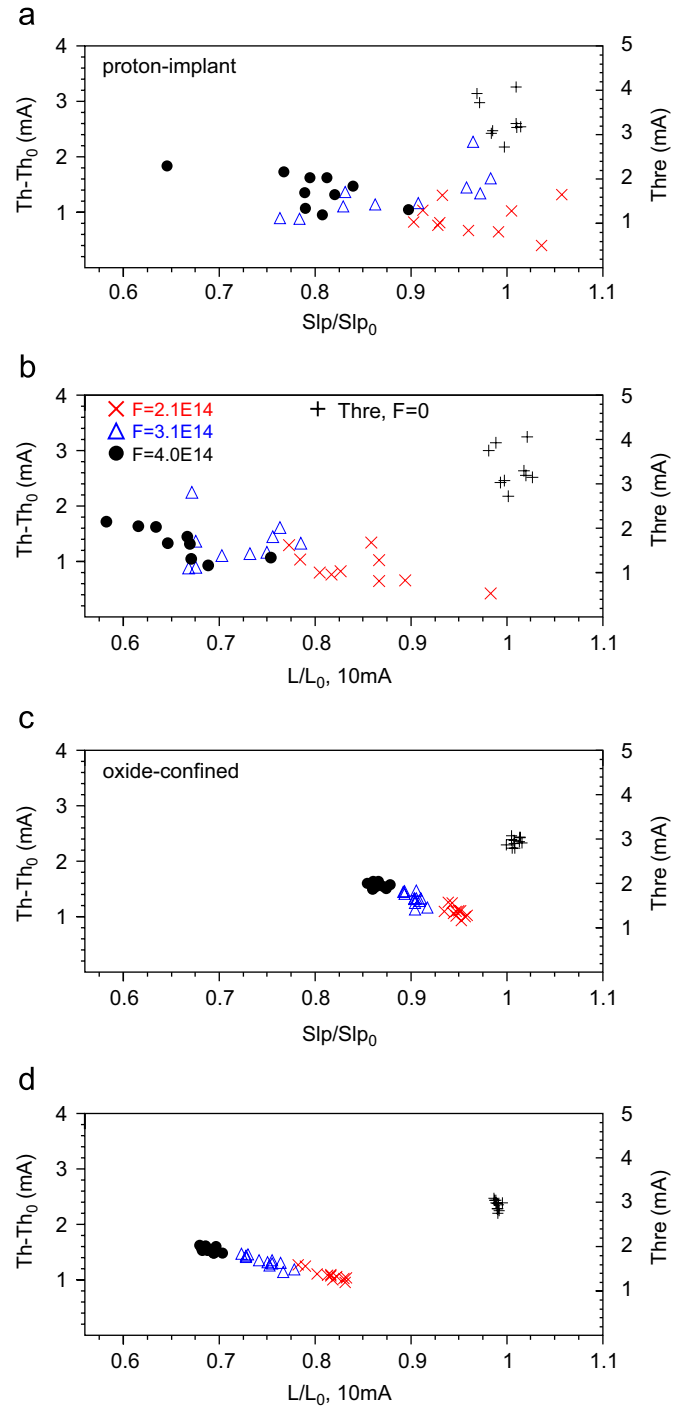 a
proton-implant
4
3
2
1
Th-Th0 (mA)
5
4
3
2
1
Thre (mA)
0.6 0.7 0.8 0.9 1 1.1
Slp/Slp0
b
F=2.1E14
F=3.1E14
F=4.0E14
Thre, F=0
4
3
2
1
Th-Th0 (mA)
5
4
3
2
1
Thre (mA)
0.6 0.7 0.8 0.9 1 1.1
L/L0, 10mA
c
oxide-confined
4
3
2
1
Th-Th0 (mA)
5
4
3
2
1
Thre (mA)
0.6 0.7 0.8 0.9 1 1.1
Slp/Slp0
d
4
3
2
1
Th-Th0 (mA)
5
4
3
2
1
Thre (mA)
0.6 0.7 0.8 0.9 1 1.1
L/L0, 10mA